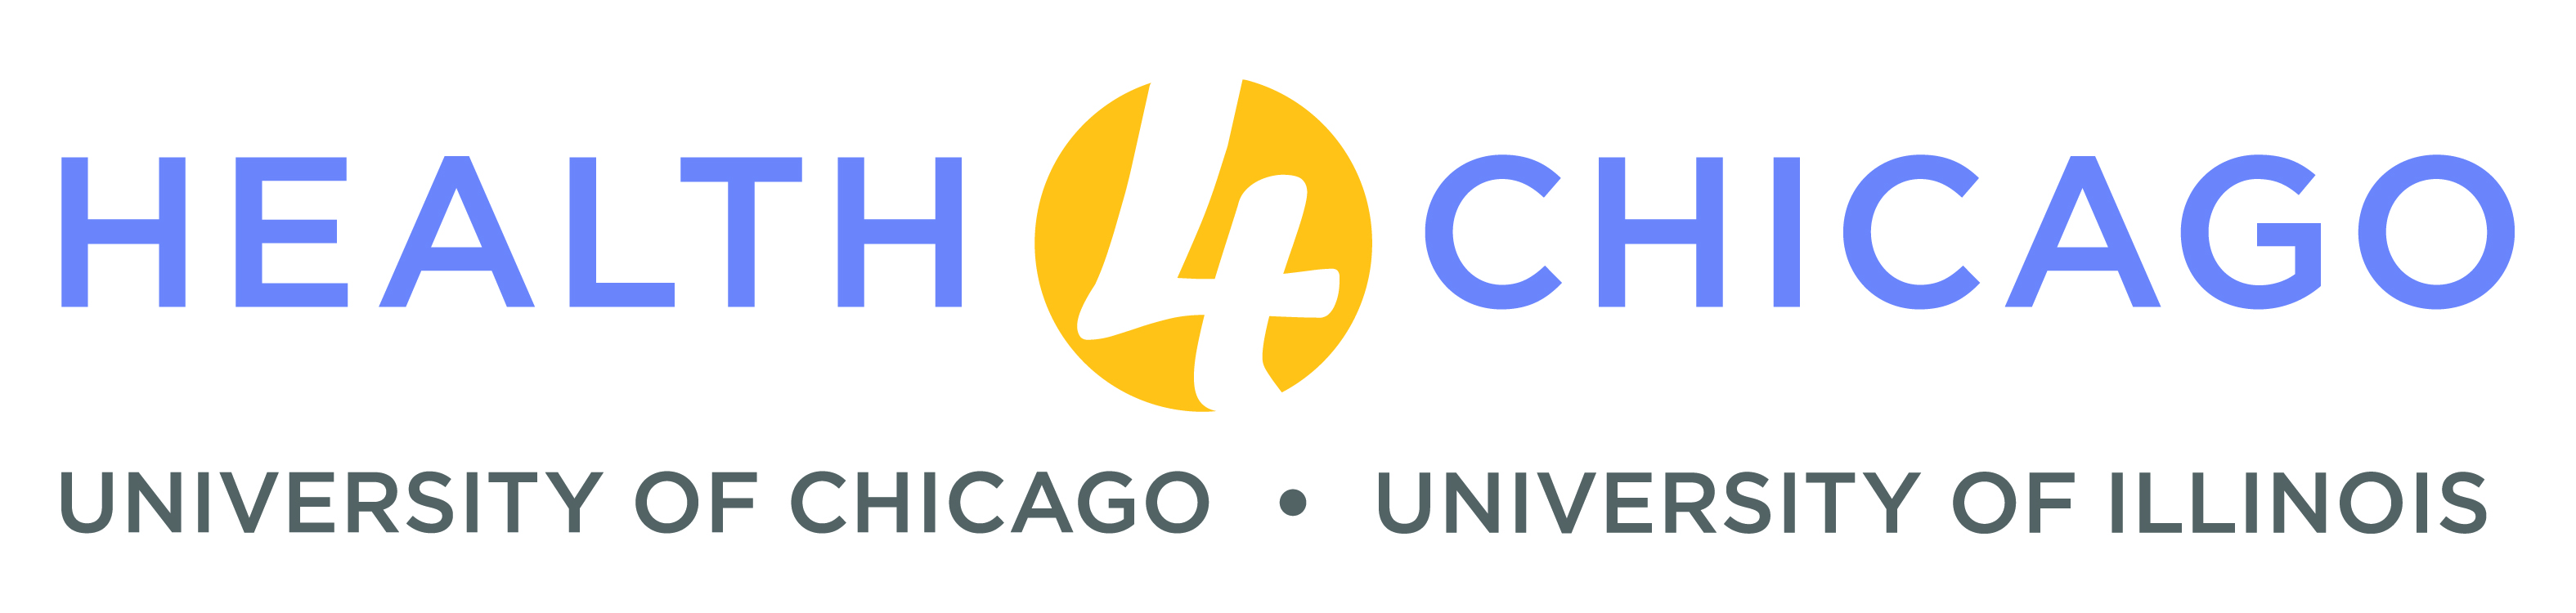 HEALTH 4 CHICAGO
UNIVERSITY OF CHICAGO • UNIVERSITY OF ILLINOIS